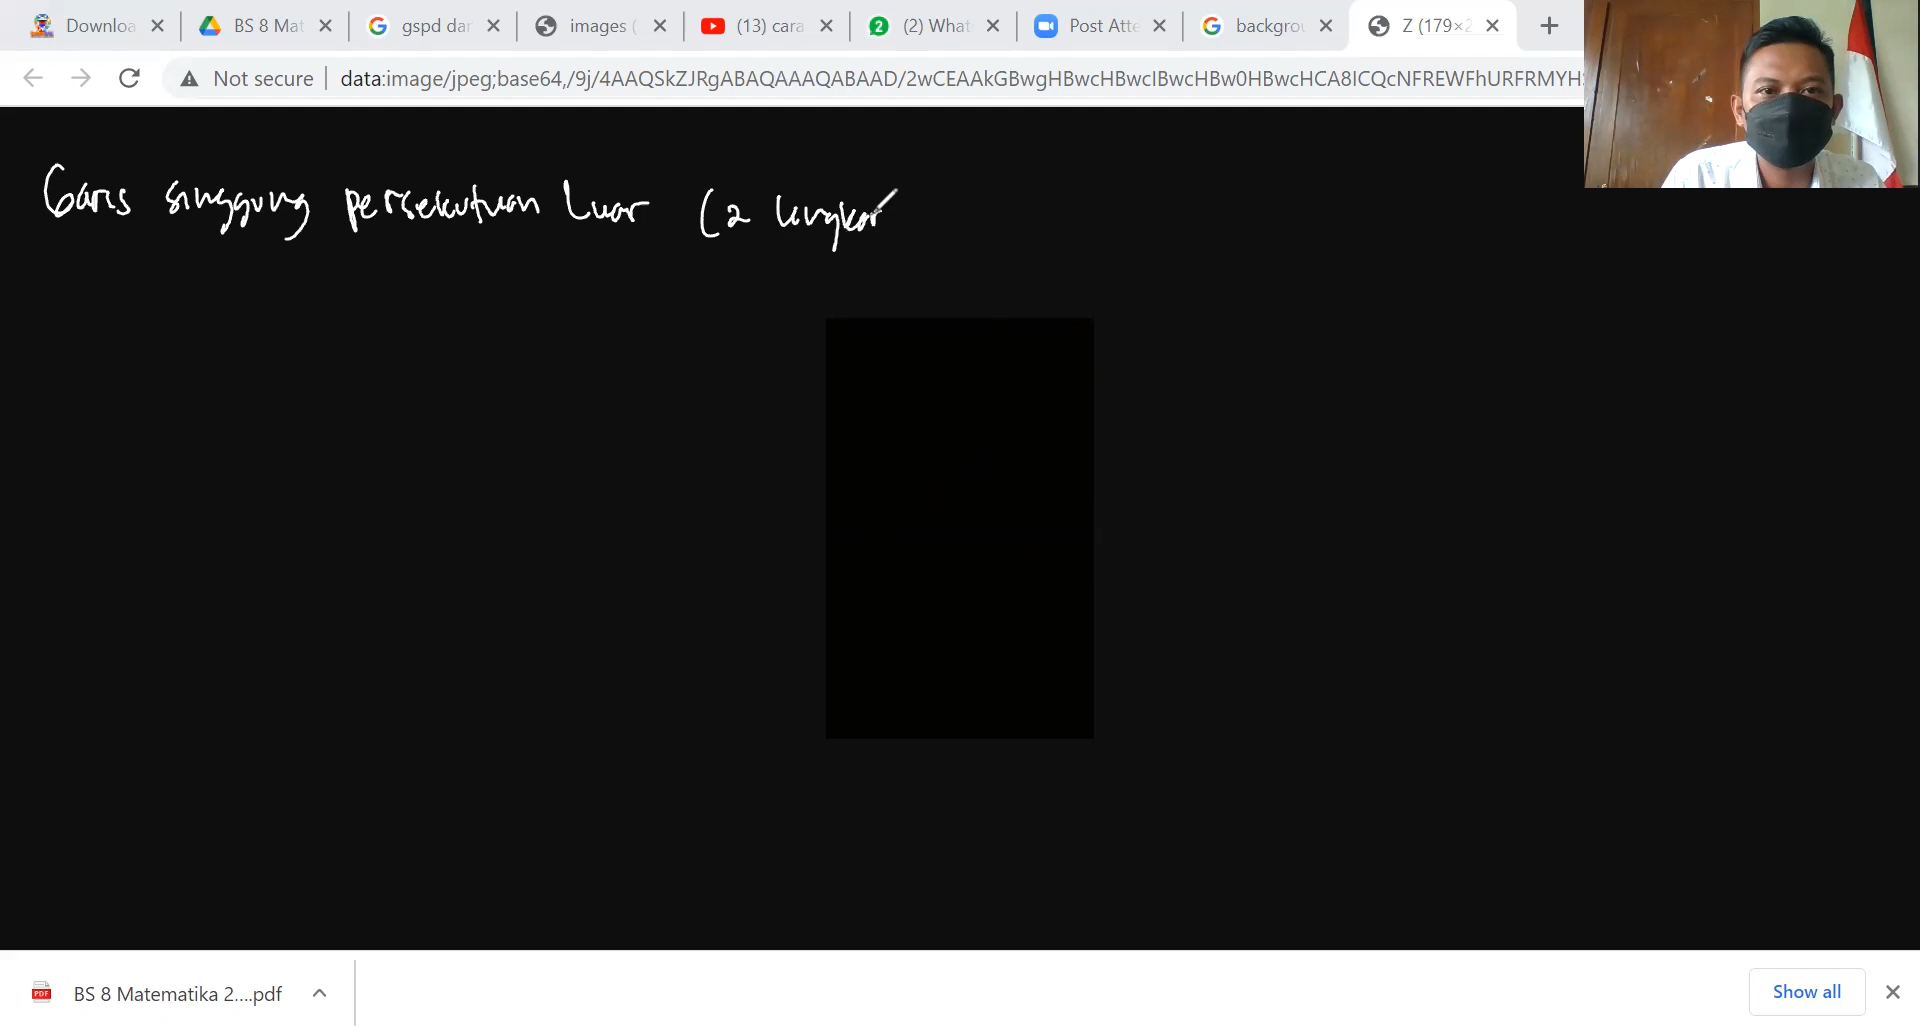 Downloa
BS 8 Mat
gspd dar
images (
(13) cara
(2) What
Post Atte
backgrou
Z (179×2
Not secure
data:image/jpeg;base64,/9j/4AAQSkZJRgABAQAAAQABAAD/2wCEAAkGBwgHBwcHBwcIBwcHBw0HBwcHCA8ICQcNFREWFhURFRMYH
Garis singgung persekutuan Luar (2 lingkar
BS 8 Matematika 2....pdf
Show all